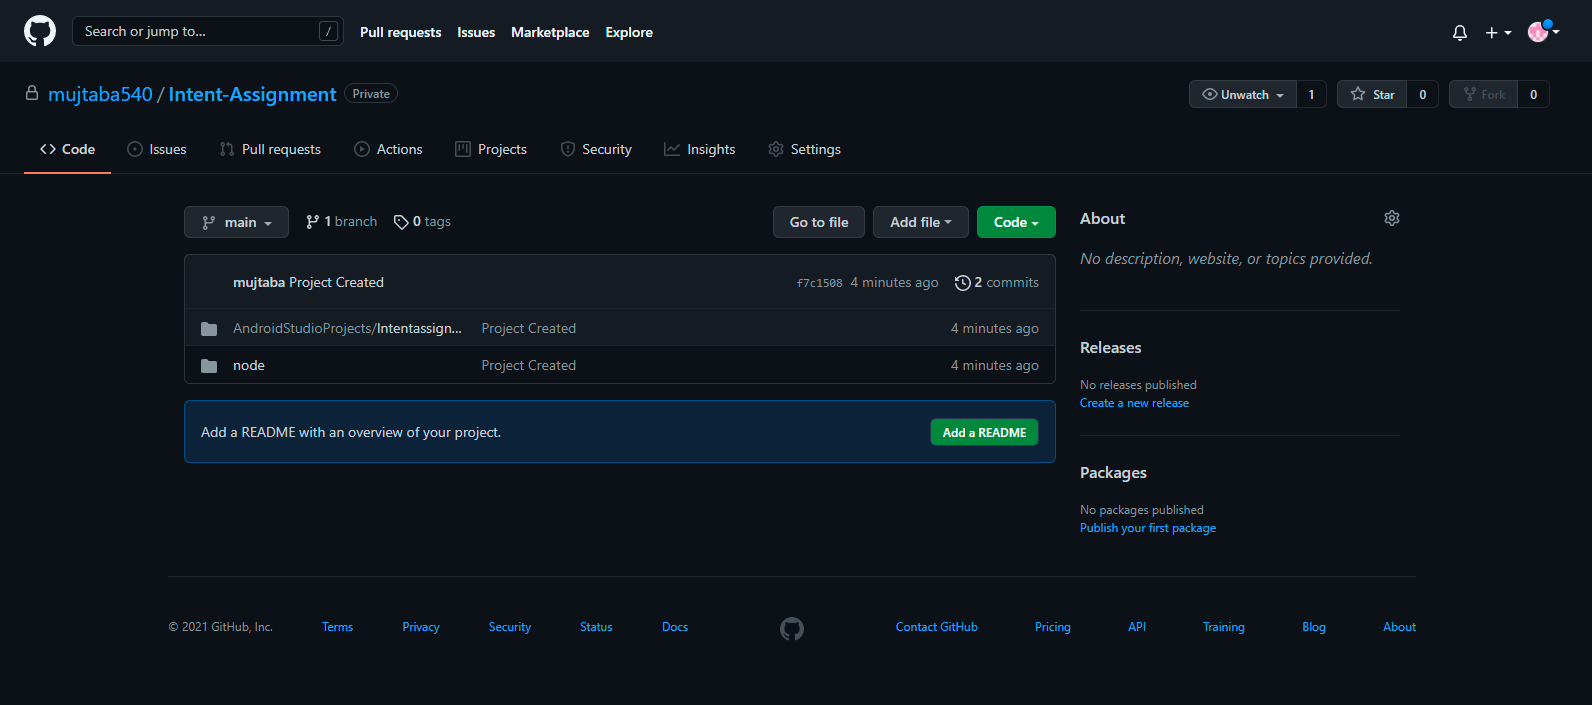 Search or jump to... /
Pull requests Issues Marketplace Explore
mujtaba540 / Intent-Assignment Private
Unwatch 1 Star 0 Fork 0
Code Issues Pull requests Actions Projects Security Insights Settings
main 1 branch 0 tags Go to file Add file Code
mujtaba Project Created f7c1508 4 minutes ago 2 commits
AndroidStudioProjects/Intentassign... Project Created 4 minutes ago
node Project Created 4 minutes ago
Add a README with an overview of your project. Add a README
About
No description, website, or topics provided.
Releases
No releases published
Create a new release
Packages
No packages published
Publish your first package
© 2021 GitHub, Inc. Terms Privacy Security Status Docs Contact GitHub Pricing API Training Blog About